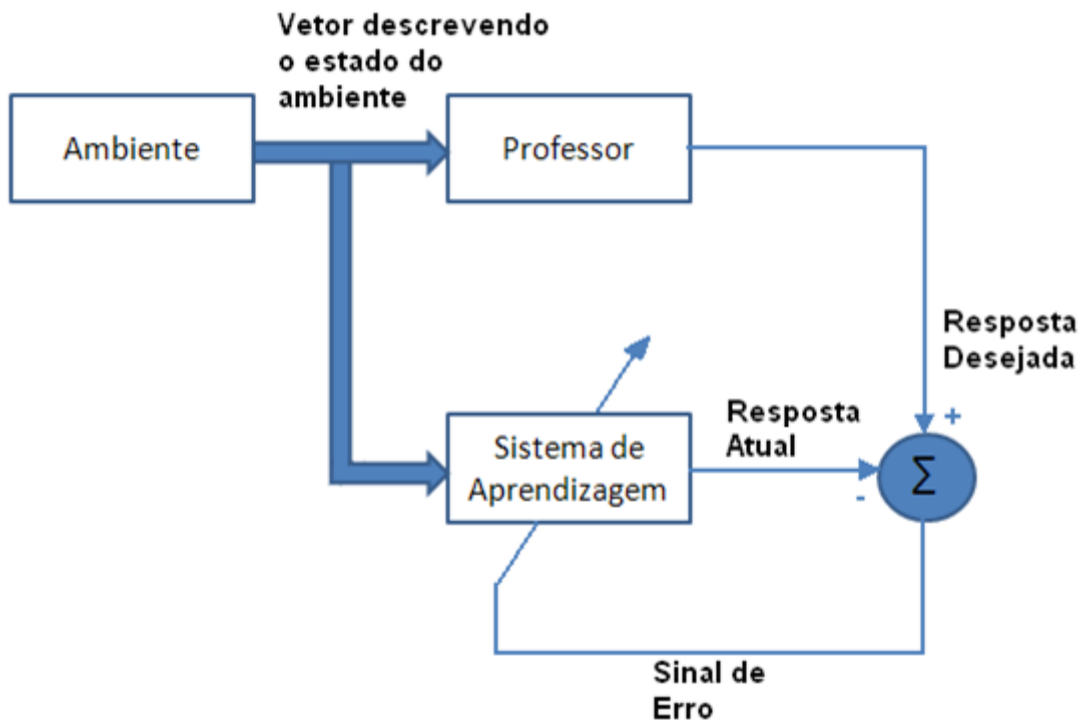 Vetor descrevendo
o estado do
ambiente
Ambiente
Professor
Resposta
Desejada
+
Resposta
Atual
Sistema de
Aprendizagem
-
Σ
Sinal de
Erro